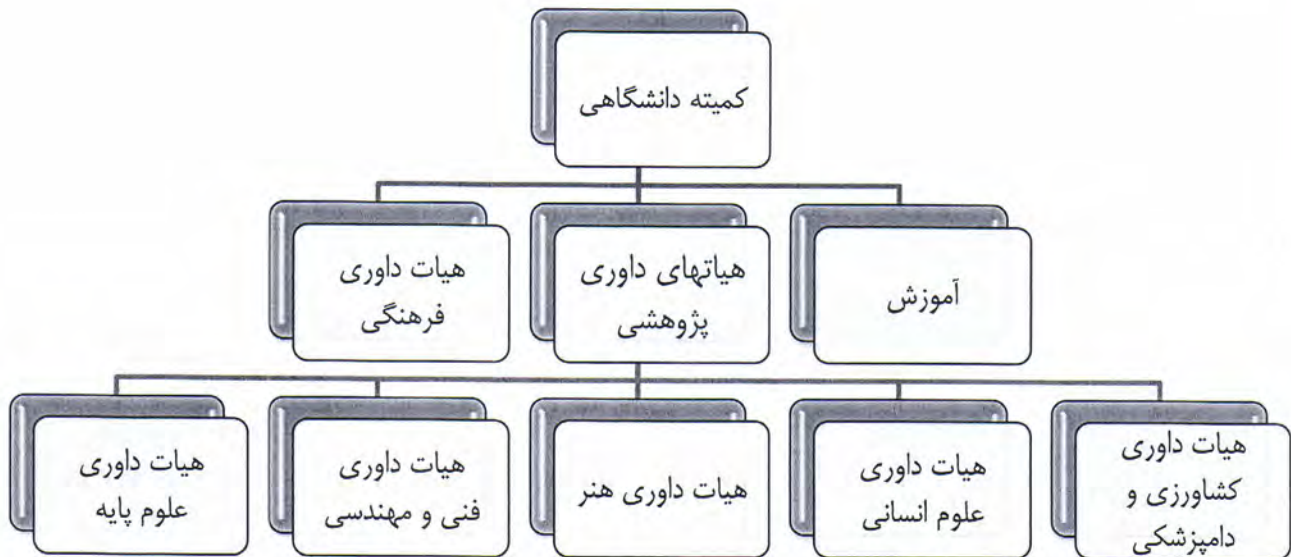 کمیته دانشگاهی
آموزش
هیاتهای داوری
پژوهشی
هیات داوری
فرهنگی
هیات داوری
کشاورزی و
دامپزشکی
هیات داوری
علوم انسانی
هیات داوری هنر
هیات داوری
فنی و مهندسی
هیات داوری
علوم پایه